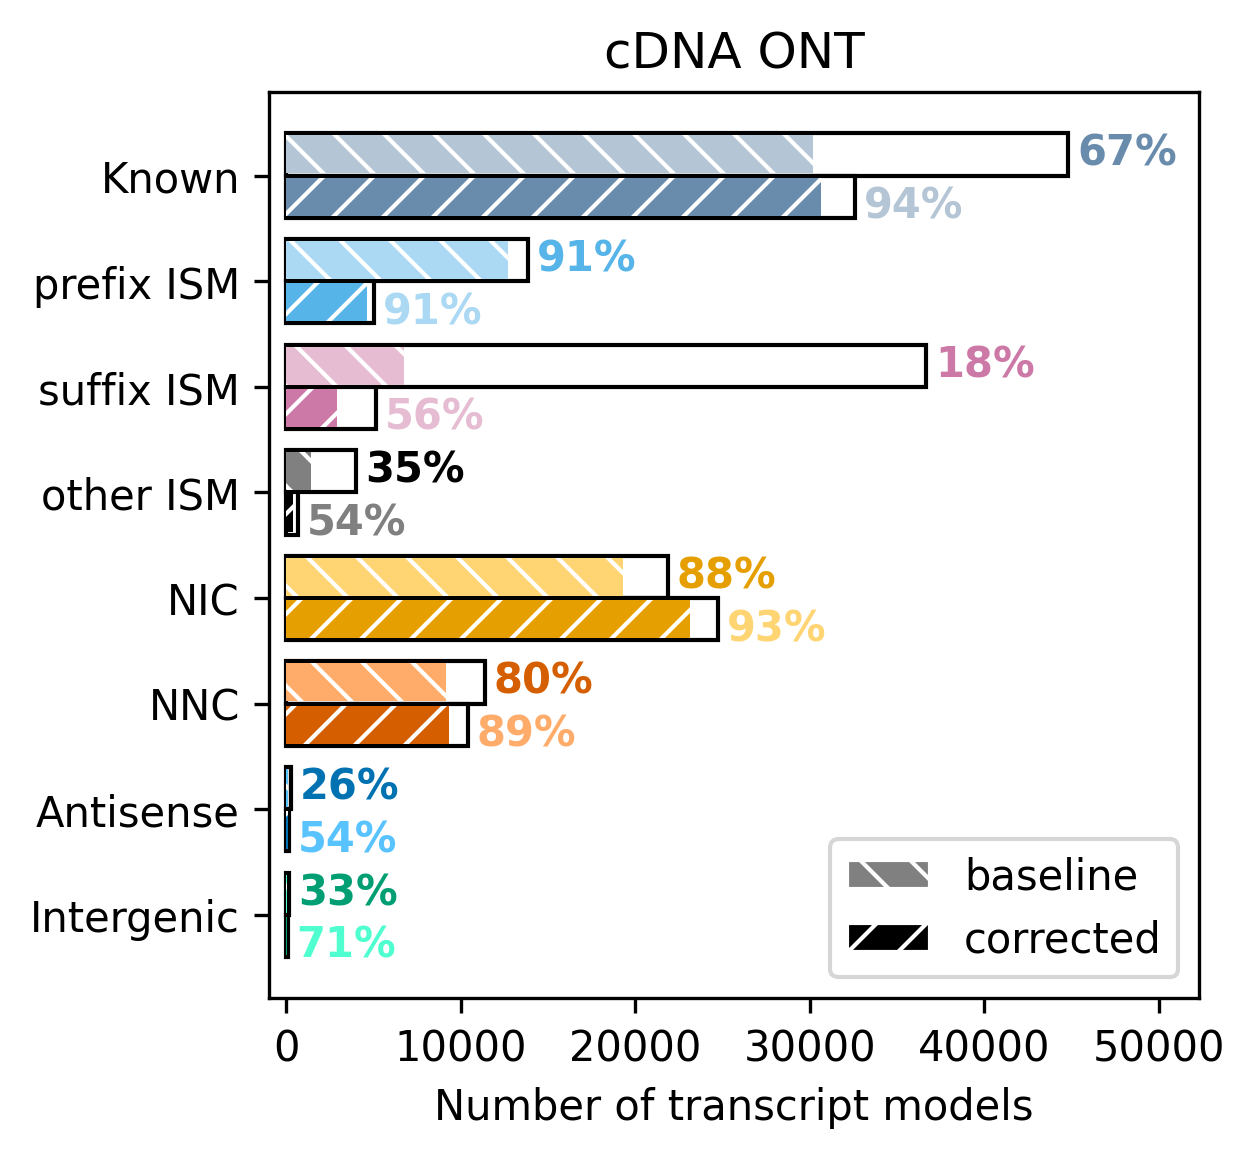 cDNA ONT
Known
67%
94%
prefix ISM
91%
91%
suffix ISM
18%
56%
other ISM
35%
54%
NIC
88%
93%
NNC
80%
89%
Antisense
26%
54%
Intergenic
33%
71%
baseline
corrected
0 10000 20000 30000 40000 50000
Number of transcript models